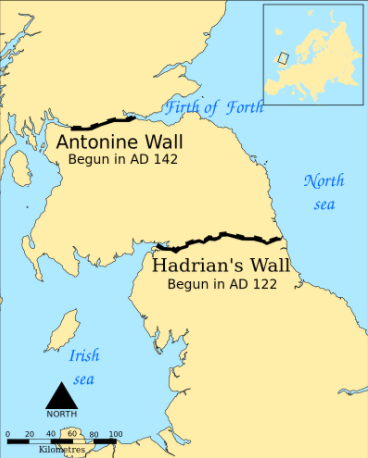 Firth of Forth
Antonine Wall
Begun in AD 142
North
sea
Hadrian's Wall
Begun in AD 122
Irish
sea
NORTH
0 20 40 60 80 100
Kilometres